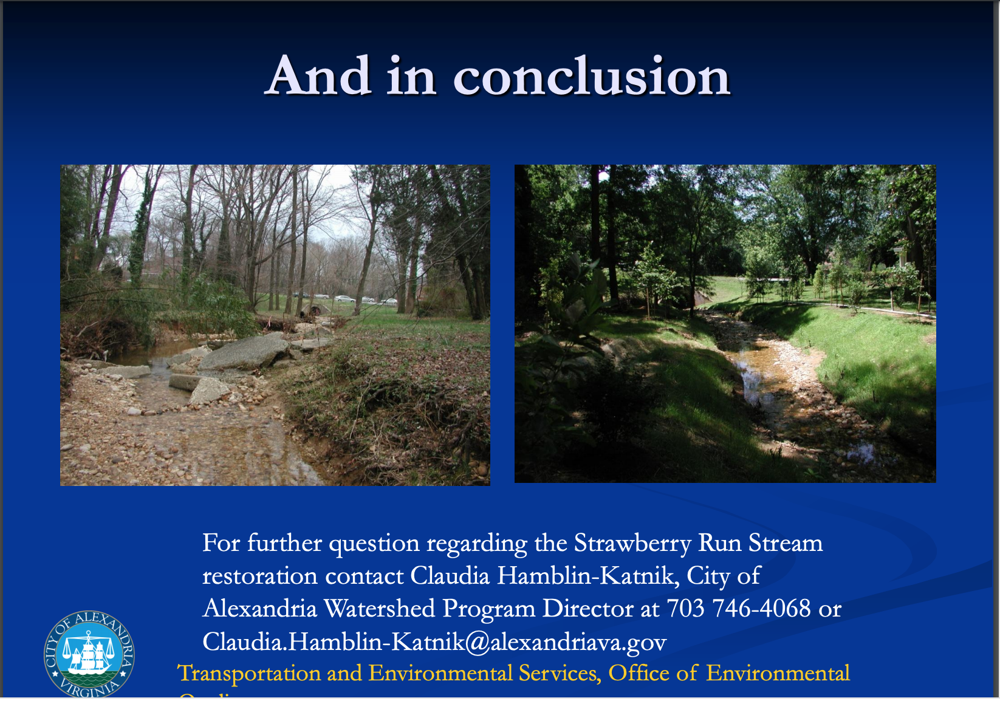 And in conclusion
For further question regarding the Strawberry Run Stream
restoration contact Claudia Hamblin-Katnik, City of
Alexandria Watershed Program Director at 703 746-4068 or
Claudia.Hamblin-Katnik@alexandriava.gov
CITY OF ALEXANDRIA
VIRGINIA
Transportation and Environmental Services, Office of Environmental